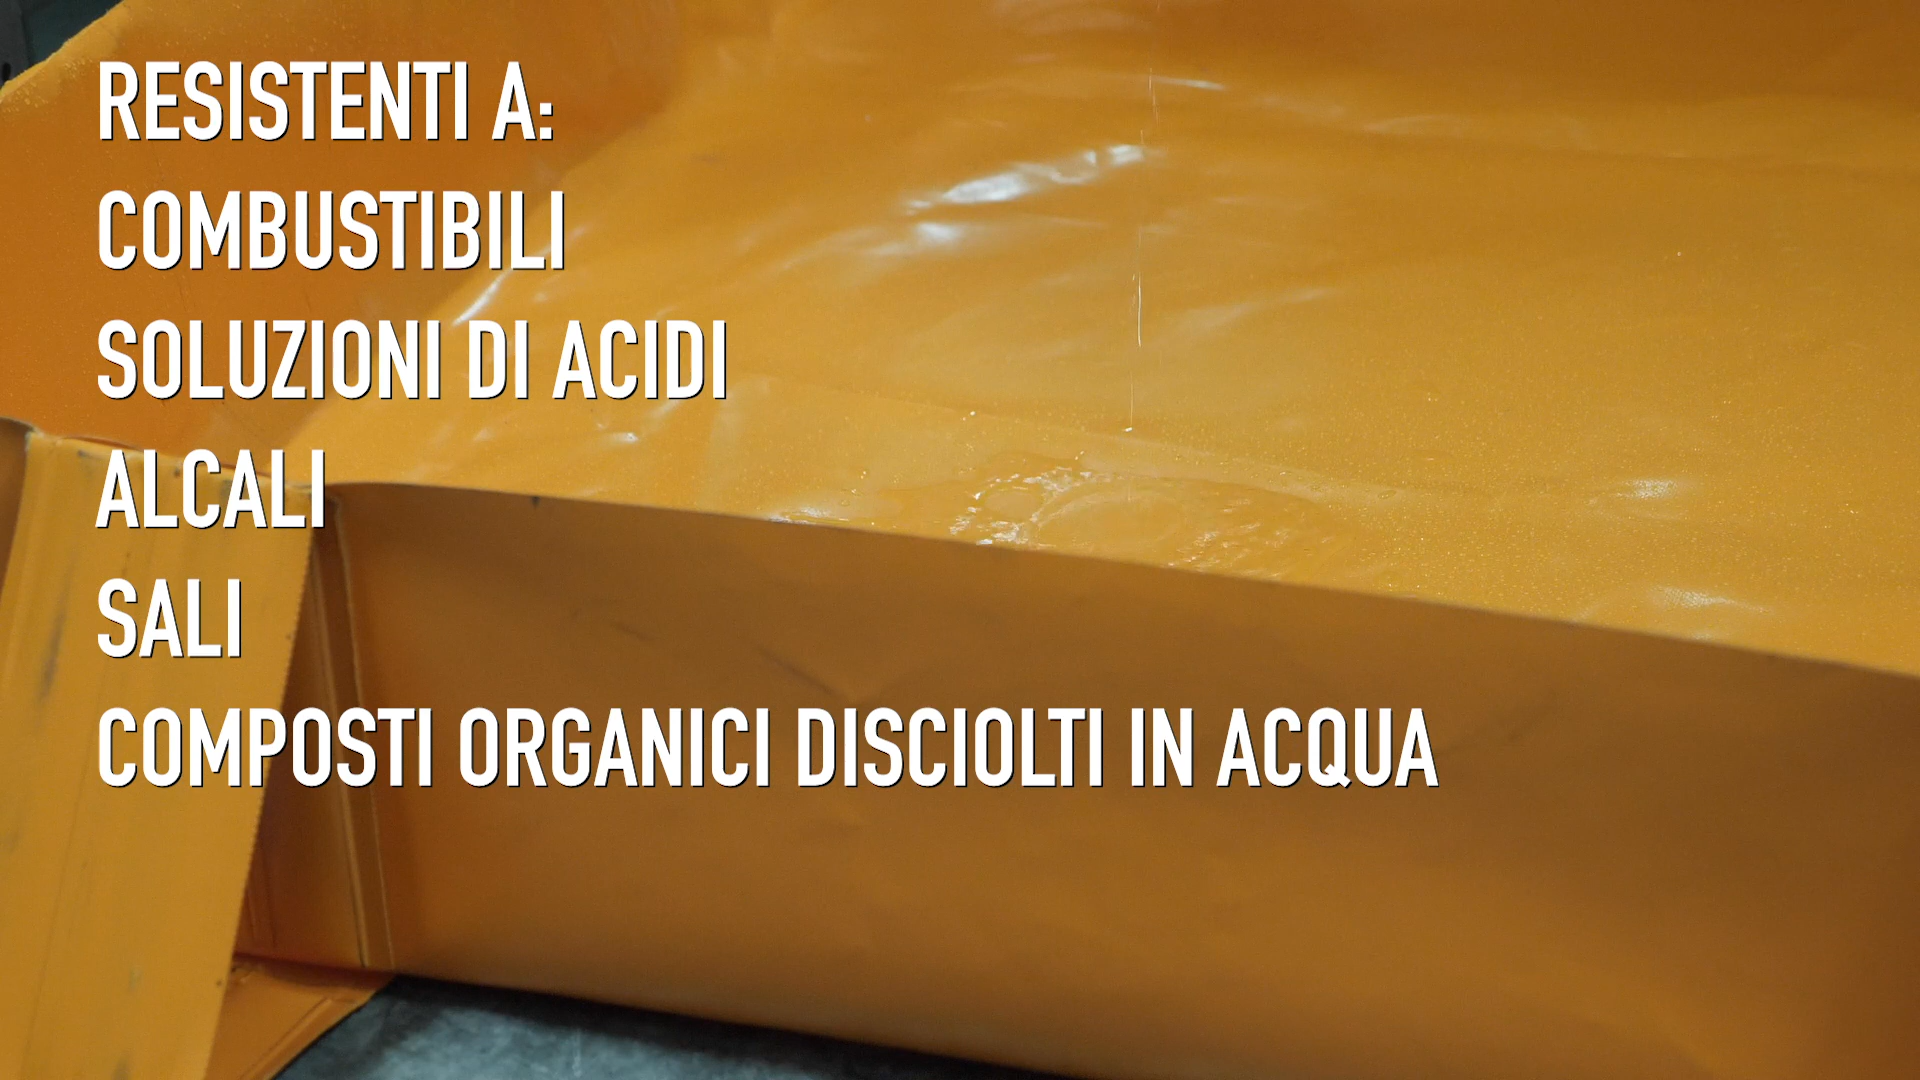 RESISTENTI A:
COMBUSTIBILI
SOLUZIONI DI ACIDI
ALCALI
SALI
COMPOSTI ORGANICI DISCIOLTI IN ACQUA